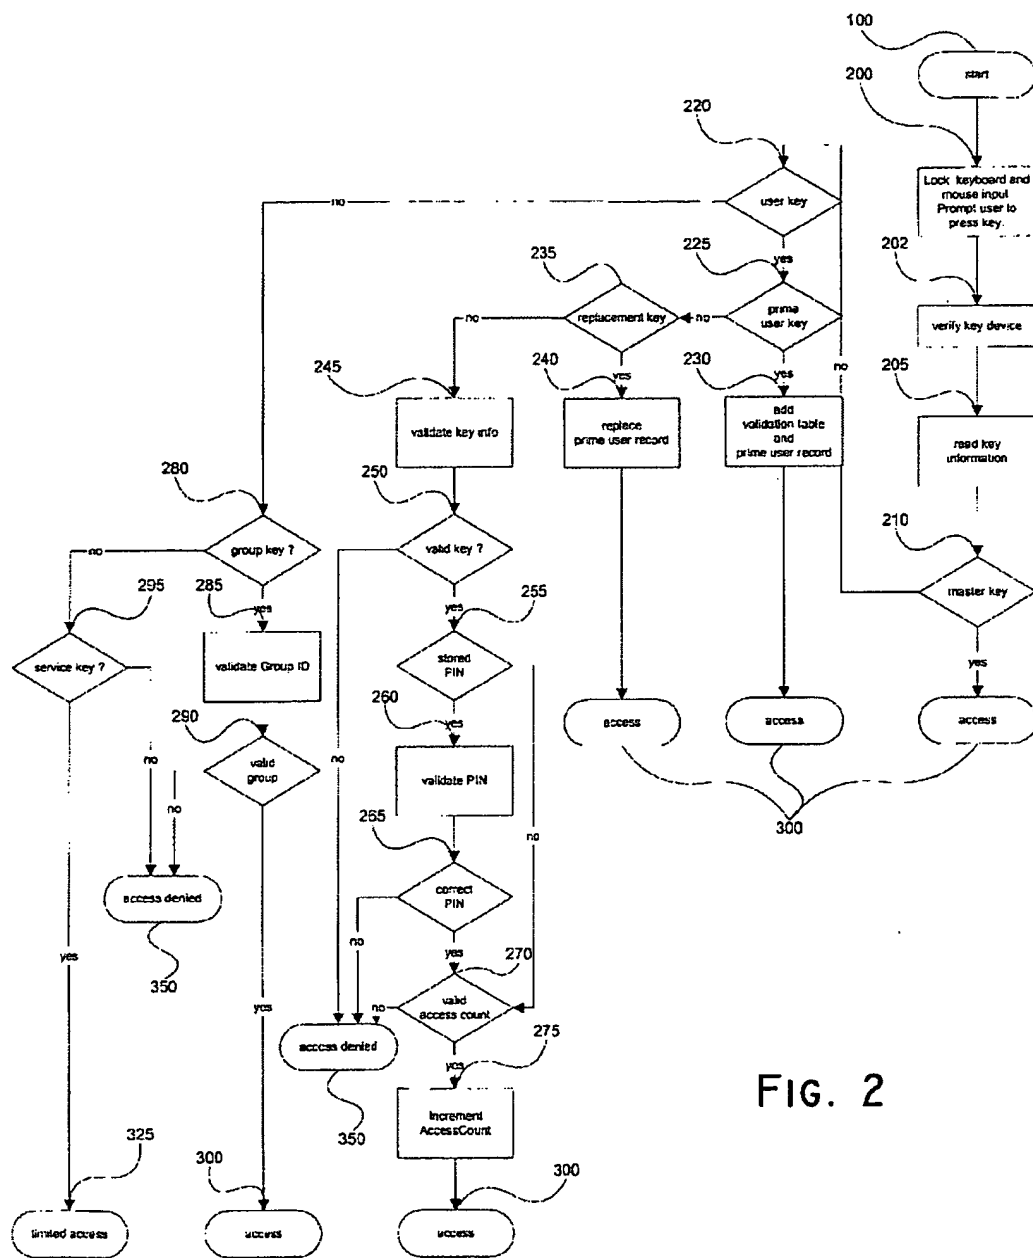 100
start
200
Lock keyboard and
mouse input
Prompt user to
press key.
202
verify key device
205
read key
information
210
master key
yes
access
no
220
user key
no
yes
225
prime
user key
no
yes
230
add
validation table
and
prime user record
access
235
replacement key
no
yes
240
replace
prime user record
access
300
245
validate key info
250
valid key ?
no
yes
255
stored
PIN
no
yes
260
validate PIN
265
correct
PIN
no
yes
270
valid
access count
no
yes
275
Increment
AccessCount
300
access
access denied
350
280
group key ?
no
yes
285
validate Group ID
290
valid
group
no
yes
300
access
295
service key ?
no
yes
access denied
350
325
limited access
FIG. 2